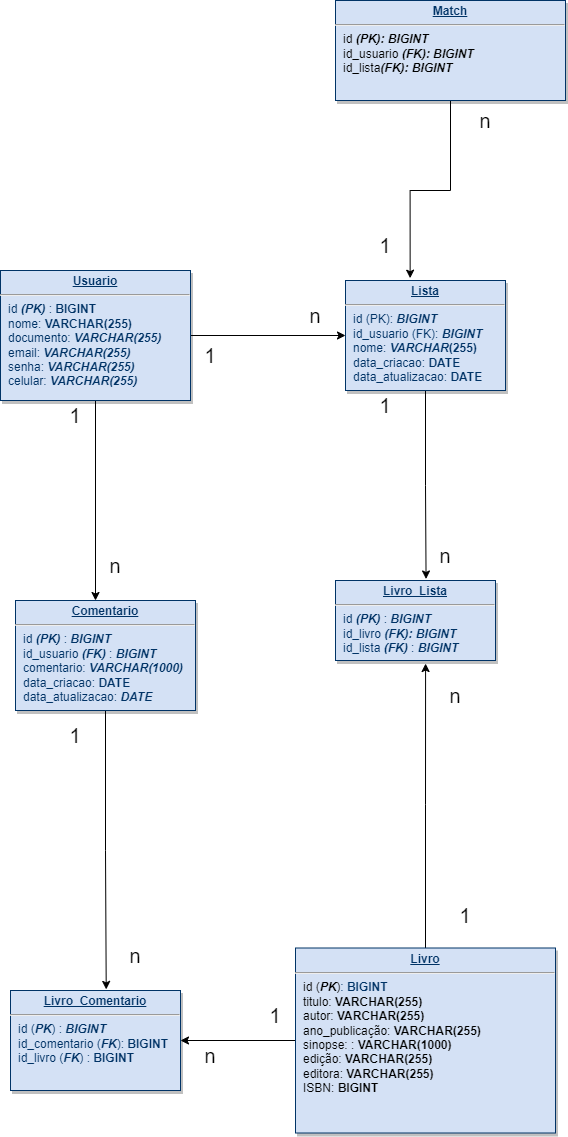 Match
id (PK): BIGINT
id_usuario (FK): BIGINT
id_lista(FK): BIGINT
n
1
Usuario
id (PK) : BIGINT
nome: VARCHAR(255)
documento: VARCHAR(255)
email: VARCHAR(255)
senha: VARCHAR(255)
celular: VARCHAR(255)
1
n
Lista
id (PK): BIGINT
id_usuario (FK): BIGINT
nome: VARCHAR(255)
data_criacao: DATE
data_atualizacao: DATE
1
n
1
n
Comentario
id (PK) : BIGINT
id_usuario (FK) : BIGINT
comentario: VARCHAR(1000)
data_criacao: DATE
data_atualizacao: DATE
Livro_Lista
id (PK) : BIGINT
id_livro (FK): BIGINT
id_lista (FK) : BIGINT
n
1
1
n
Livro_Comentario
id (PK) : BIGINT
id_comentario (FK): BIGINT
id_livro (FK) : BIGINT
1
n
Livro
id (PK): BIGINT
titulo: VARCHAR(255)
autor: VARCHAR(255)
ano_publicação: VARCHAR(255)
sinopse: : VARCHAR(1000)
edição: VARCHAR(255)
editora: VARCHAR(255)
ISBN: BIGINT